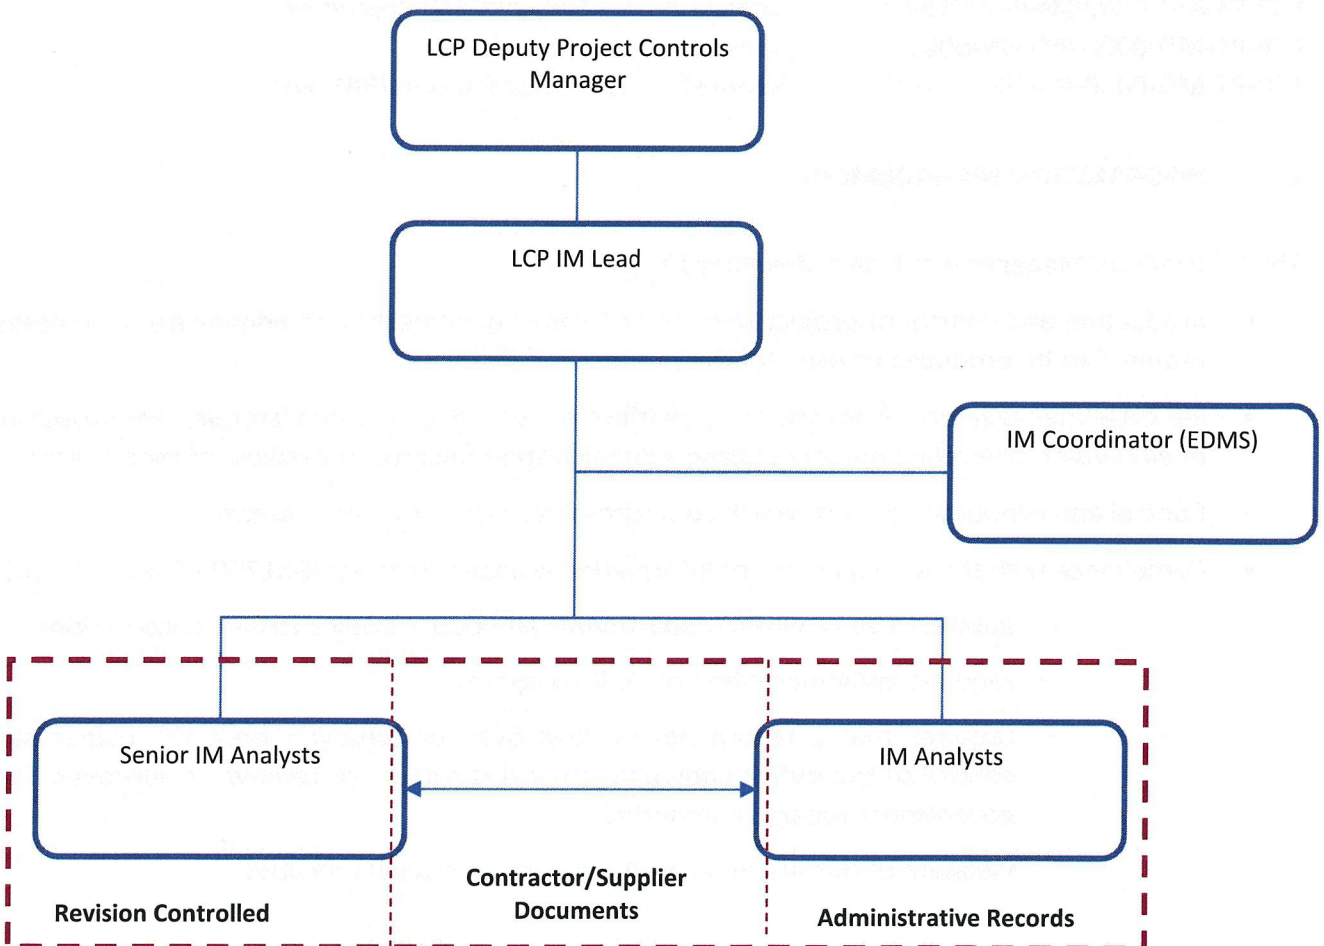 LCP Deputy Project Controls
Manager
LCP IM Lead
IM Coordinator (EDMS)
Senior IM Analysts
IM Analysts
Contractor/Supplier
Documents
Revision Controlled
Administrative Records